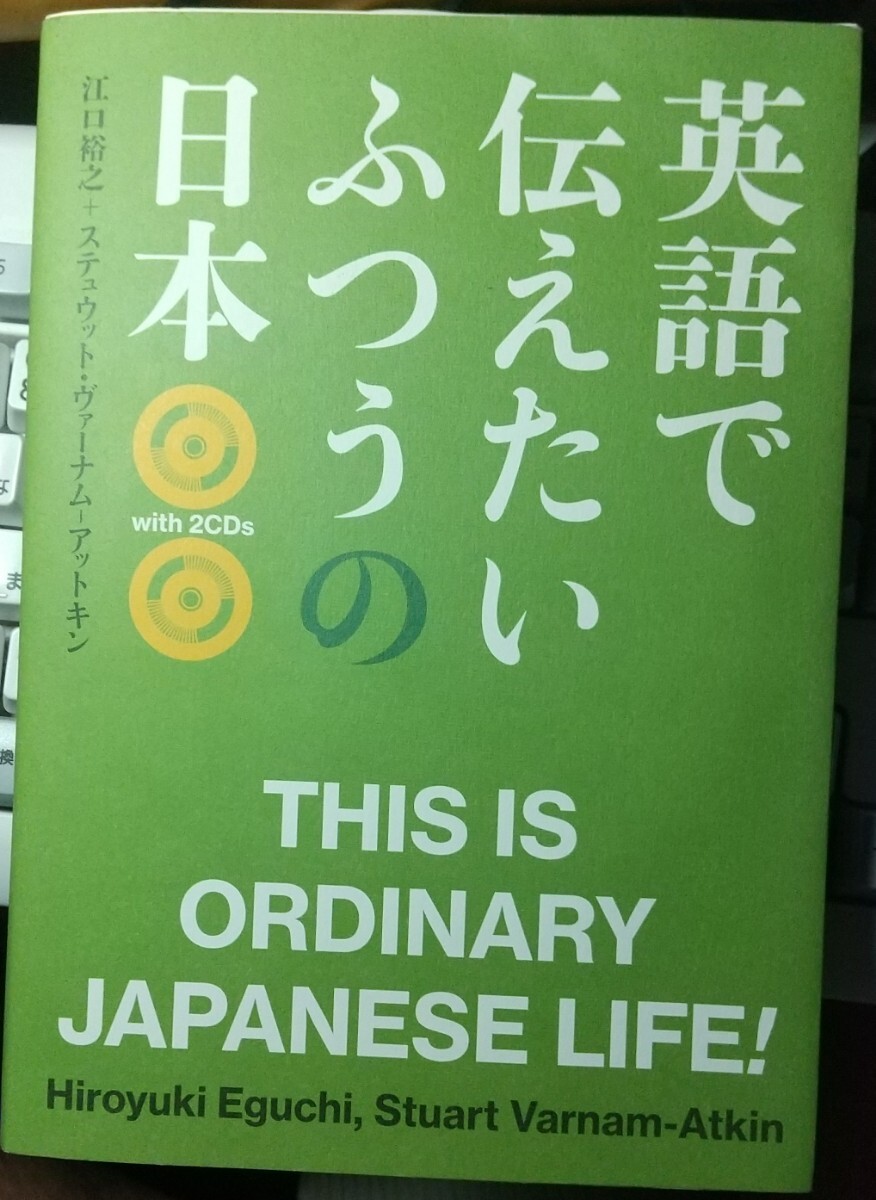 英語で
伝えたい
ふつうの
日本
with 2CDs
江口裕之+ステュウット・ヴァーナム-アットキン
THIS IS
ORDINARY
JAPANESE LIFE!
Hiroyuki Eguchi, Stuart Varnam-Atkin